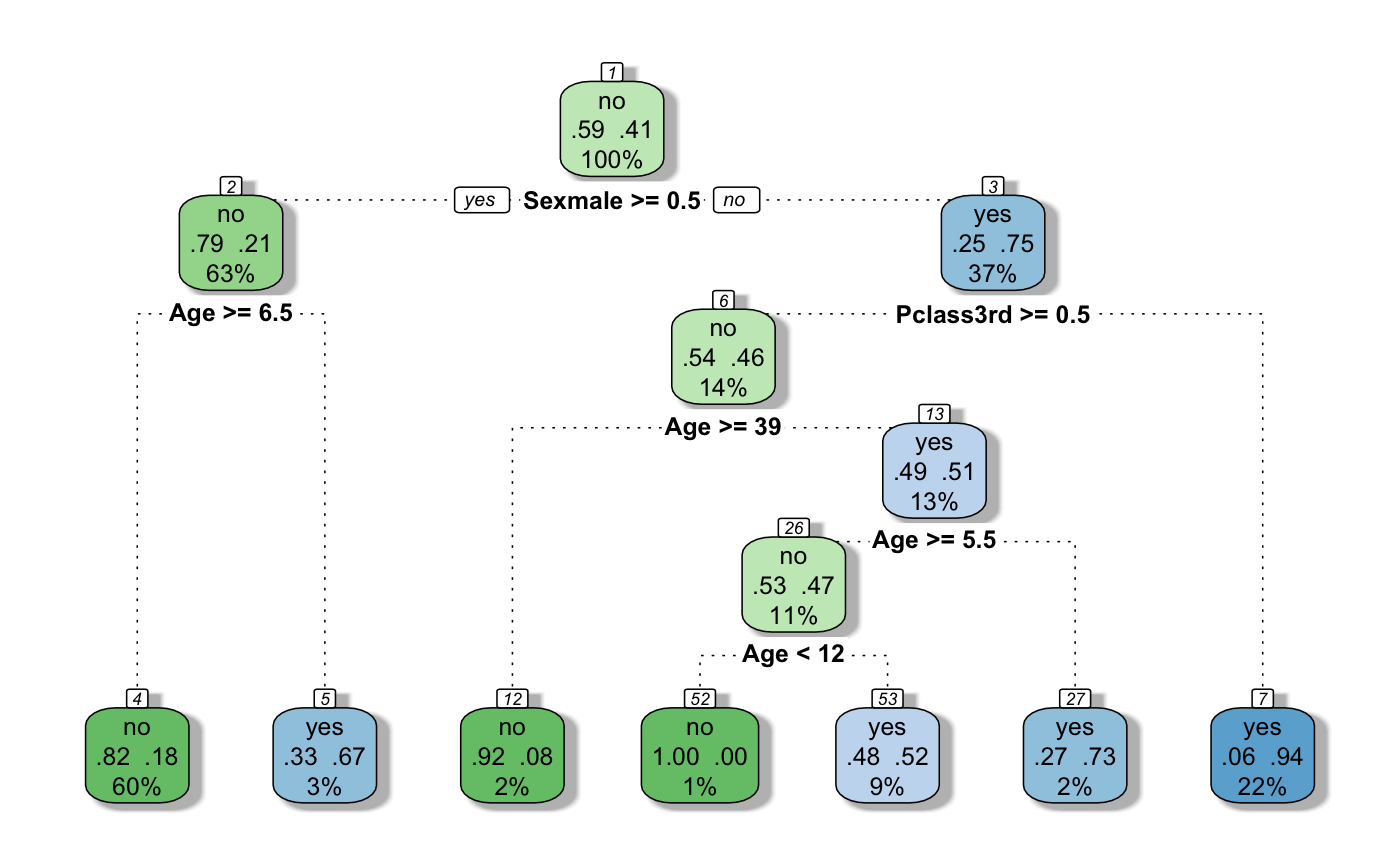 1
no
.59 .41
100%
yes Sexmale >= 0.5 no
2
no
.79 .21
63%
3
yes
.25 .75
37%
Age >= 6.5
Pclass3rd >= 0.5
6
no
.54 .46
14%
Age >= 39
13
yes
.49 .51
13%
Age >= 5.5
26
no
.53 .47
11%
Age < 12
4
no
.82 .18
60%
5
yes
.33 .67
3%
12
no
.92 .08
2%
52
no
1.00 .00
1%
53
yes
.48 .52
9%
27
yes
.27 .73
2%
7
yes
.06 .94
22%